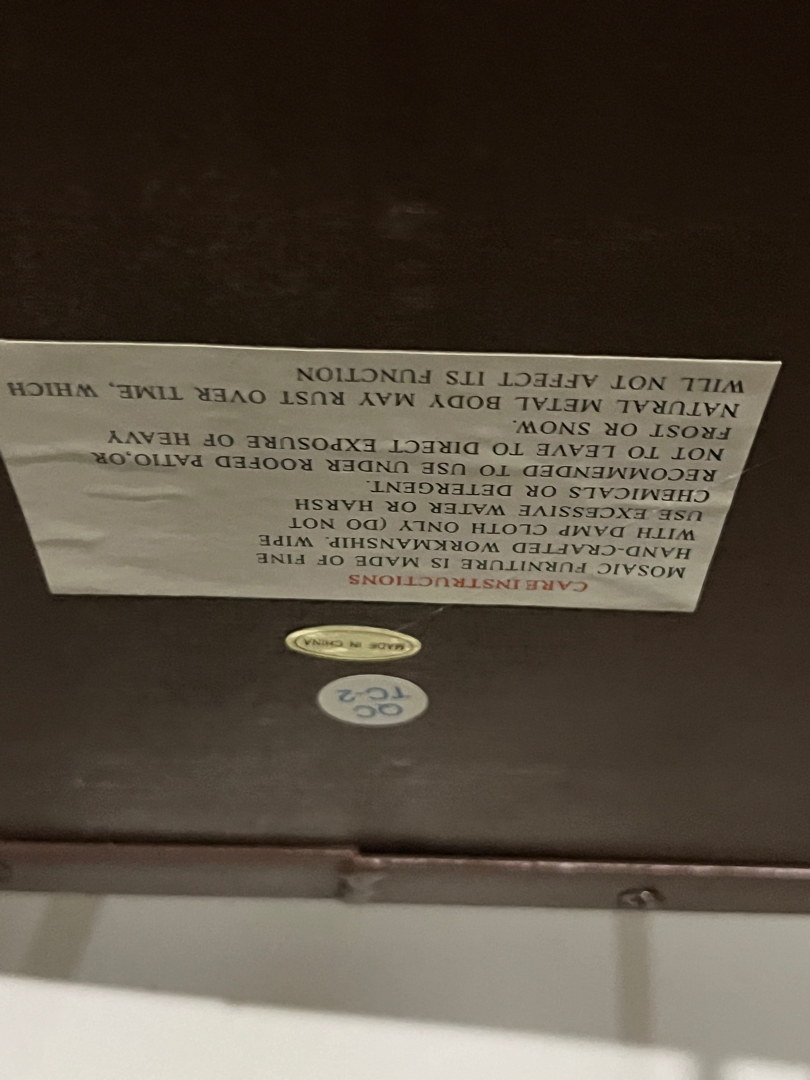 CARE INSTRUCTIONS
MOSAIC FURNITURE IS MADE OF FINE
HAND-CRAFTED WORKMANSHIP. WIPE
WITH DAMP CLOTH ONLY (DO NOT
USE EXCESSIVE WATER OR HARSH
CHEMICALS OR DETERGENT.
RECOMMENDED TO USE UNDER ROOFED PATIO,OR
NOT TO LEAVE TO DIRECT EXPOSURE OF HEAVY
FROST OR SNOW.
NATURAL METAL BODY MAY RUST OVER TIME, WHICH
WILL NOT AFFECT ITS FUNCTION
MADE IN CHINA
QC
TC-2